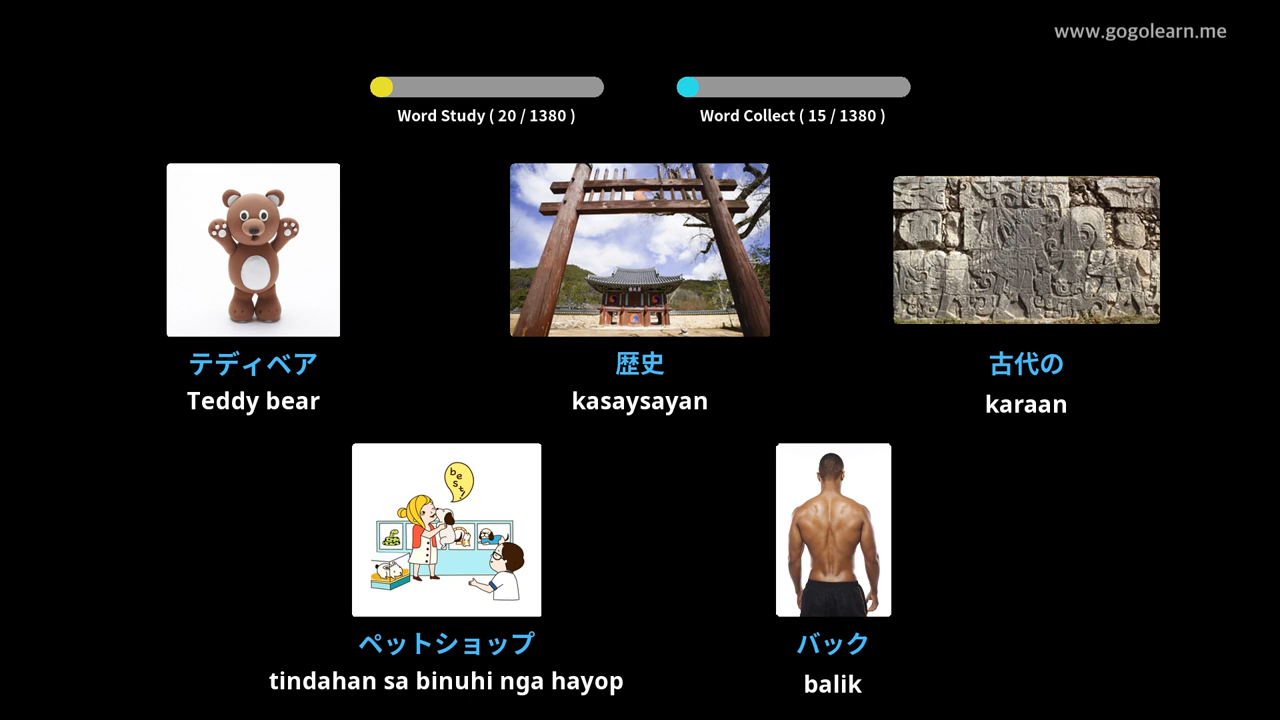 www.gogolearn.me
Word Study ( 20 / 1380 )
Word Collect ( 15 / 1380 )
テディベア
Teddy bear
歴史
kasaysayan
古代の
karaan
be
sty
ペットショップ
tindahan sa binuhi nga hayop
バック
balik